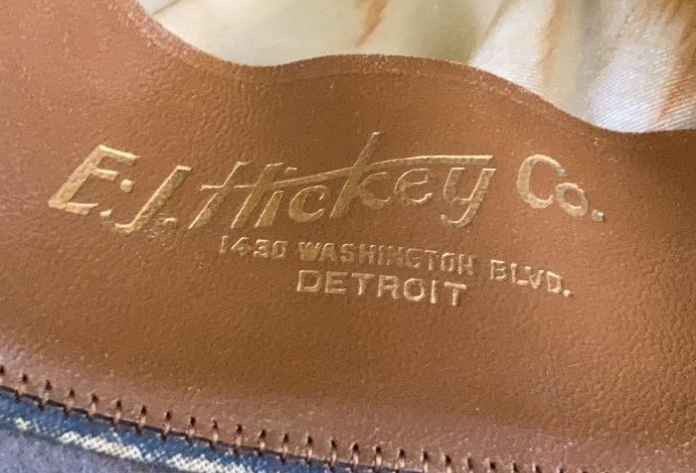 E.J. Hickey Co.
1430 WASHINGTON BLVD.
DETROIT